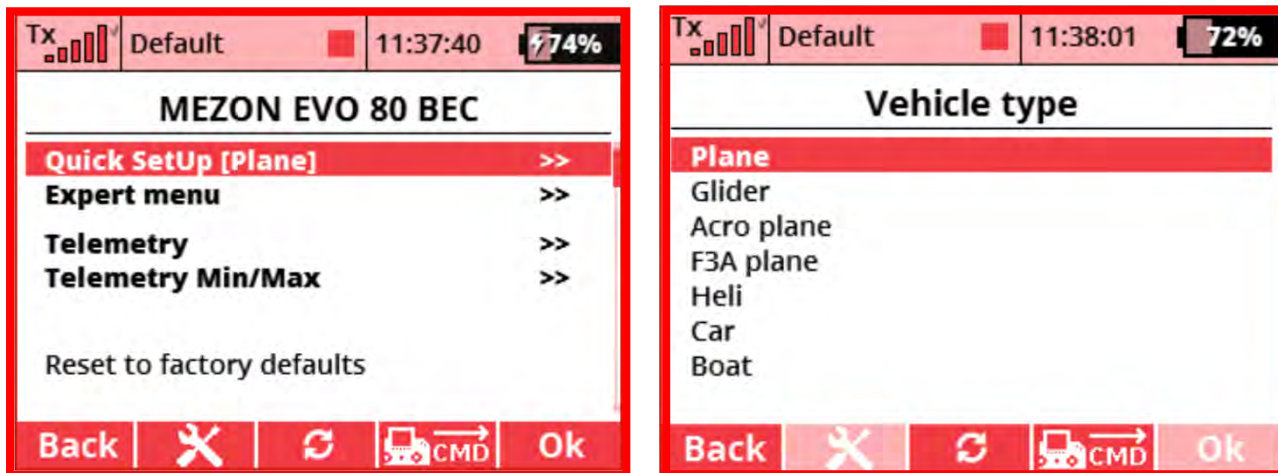 Tx Default 11:37:40 74%
MEZON EVO 80 BEC
Quick SetUp [Plane] >>
Expert menu >>
Telemetry >>
Telemetry Min/Max >>
Reset to factory defaults
Back CMD Ok
Tx Default 11:38:01 72%
Vehicle type
Plane
Glider
Acro plane
F3A plane
Heli
Car
Boat
Back CMD Ok